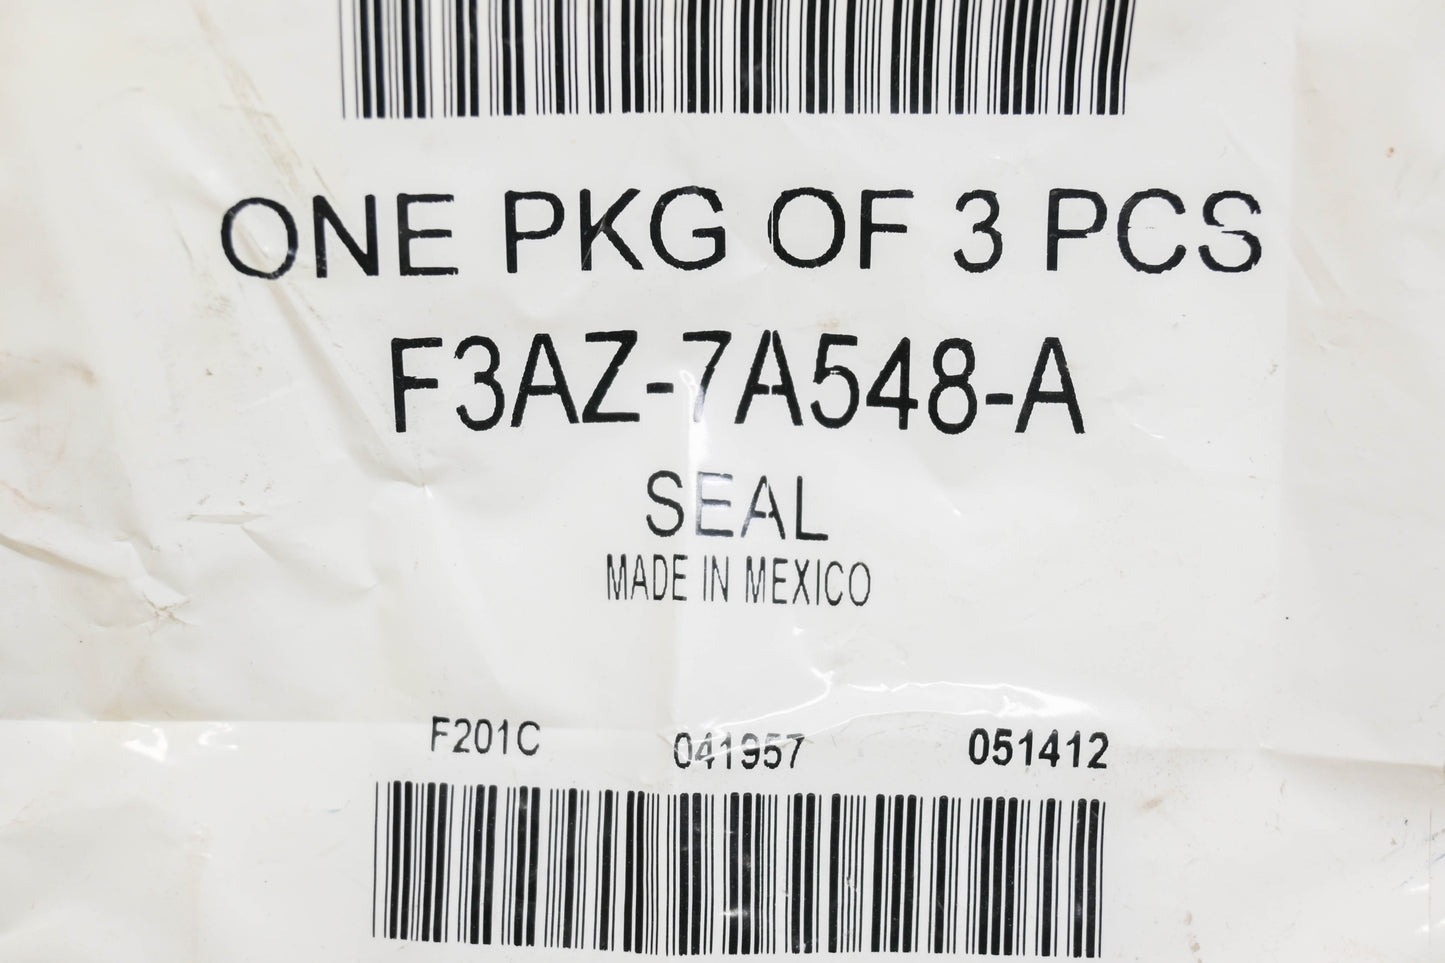 ONE PKG OF 3 PCS
F3AZ-7A548-A
SEAL
MADE IN MEXICO
F201C 041957 051412